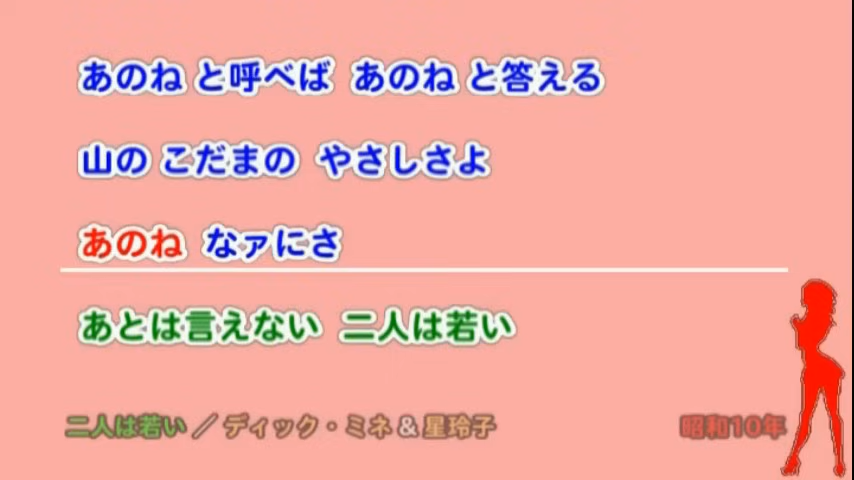 あのね と呼べば あのね と答える
山の こだまの やさしさよ
あのね なァにさ
あとは言えない 二人は若い
二人は若い ／ ディック・ミネ & 星玲子 昭和10年